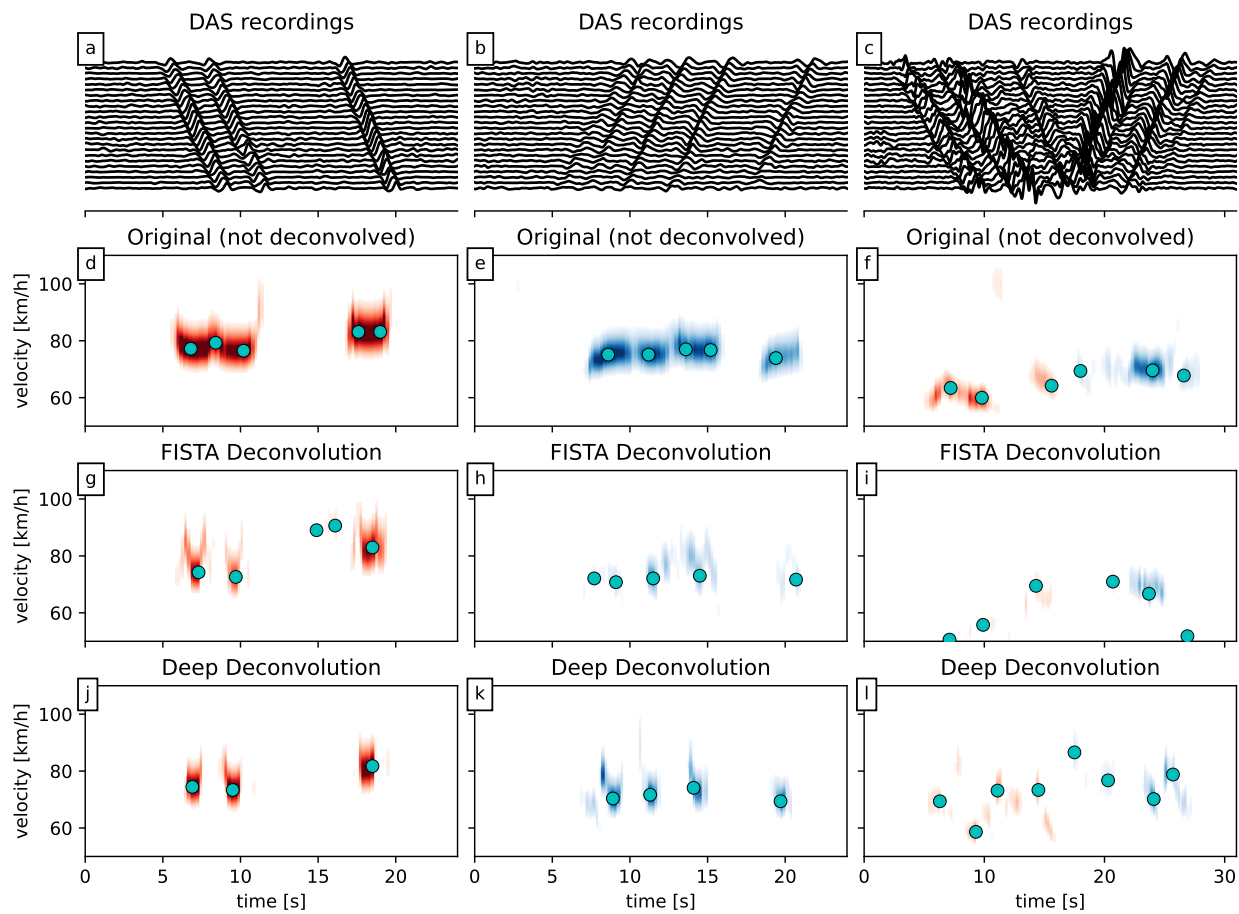 DAS recordings DAS recordings DAS recordings
a b c
Original (not deconvolved) Original (not deconvolved) Original (not deconvolved)
d e f
100
80
60
velocity [km/h]
FISTA Deconvolution FISTA Deconvolution FISTA Deconvolution
g h i
100
80
60
velocity [km/h]
Deep Deconvolution Deep Deconvolution Deep Deconvolution
j k l
100
80
60
velocity [km/h]
0 5 10 15 20 0 5 10 15 20 0 10 20 30
time [s] time [s] time [s]